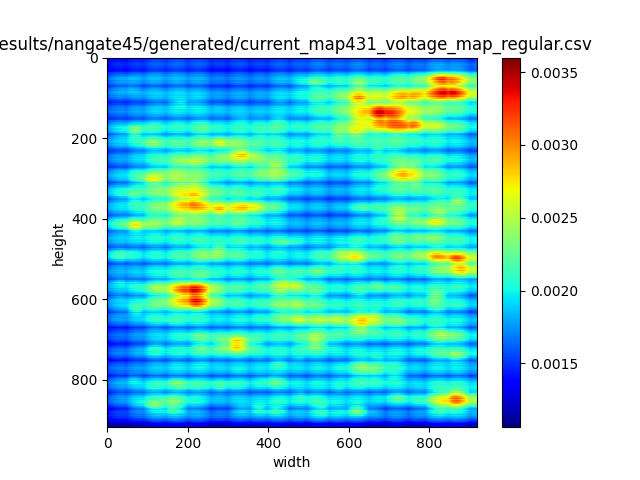 esults/nangate45/generated/current_map431_voltage_map_regular.csv
0
200
400
600
800
height
0 200 400 600 800
width
0.0035
0.0030
0.0025
0.0020
0.0015